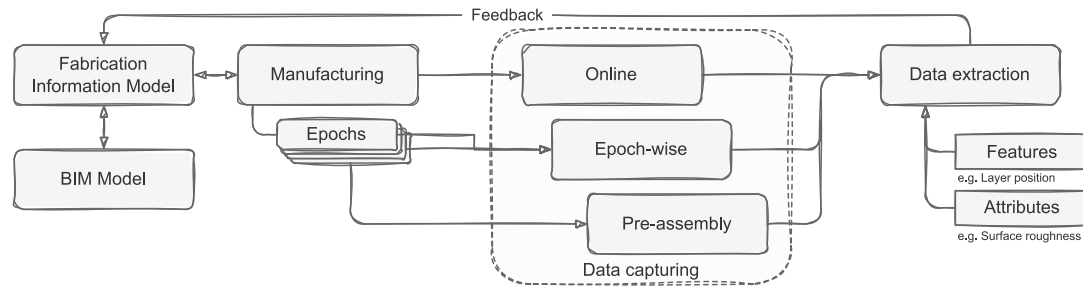 Feedback
Fabrication
Information Model
Manufacturing
Online
Data extraction
Epochs
Epoch-wise
Features
e.g. Layer position
BIM Model
Attributes
e.g. Surface roughness
Pre-assembly
Data capturing